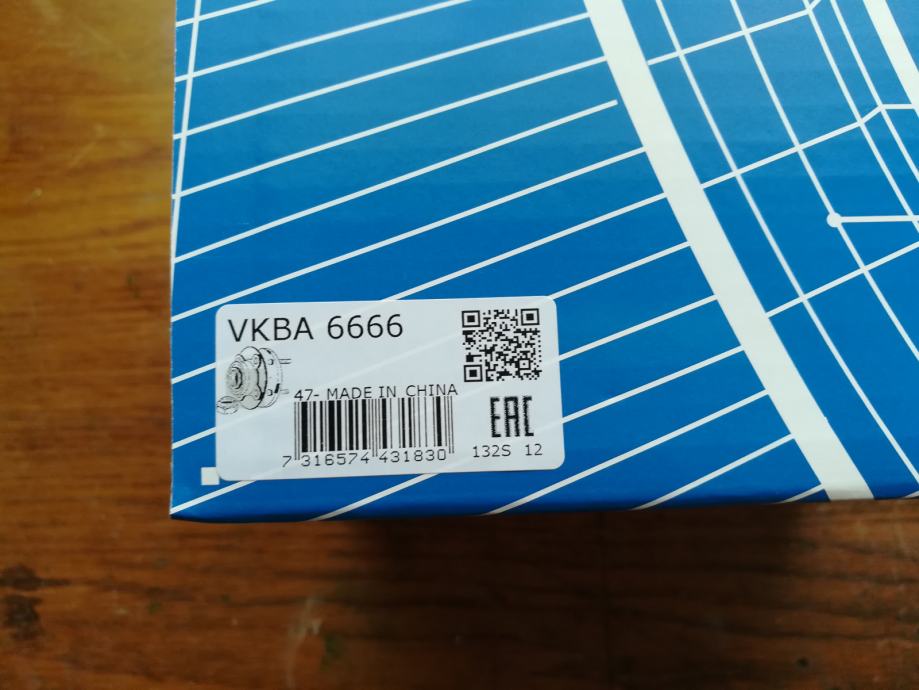 VKBA 6666
47- MADE IN CHINA
EAC
7 316574 431830
132S 12